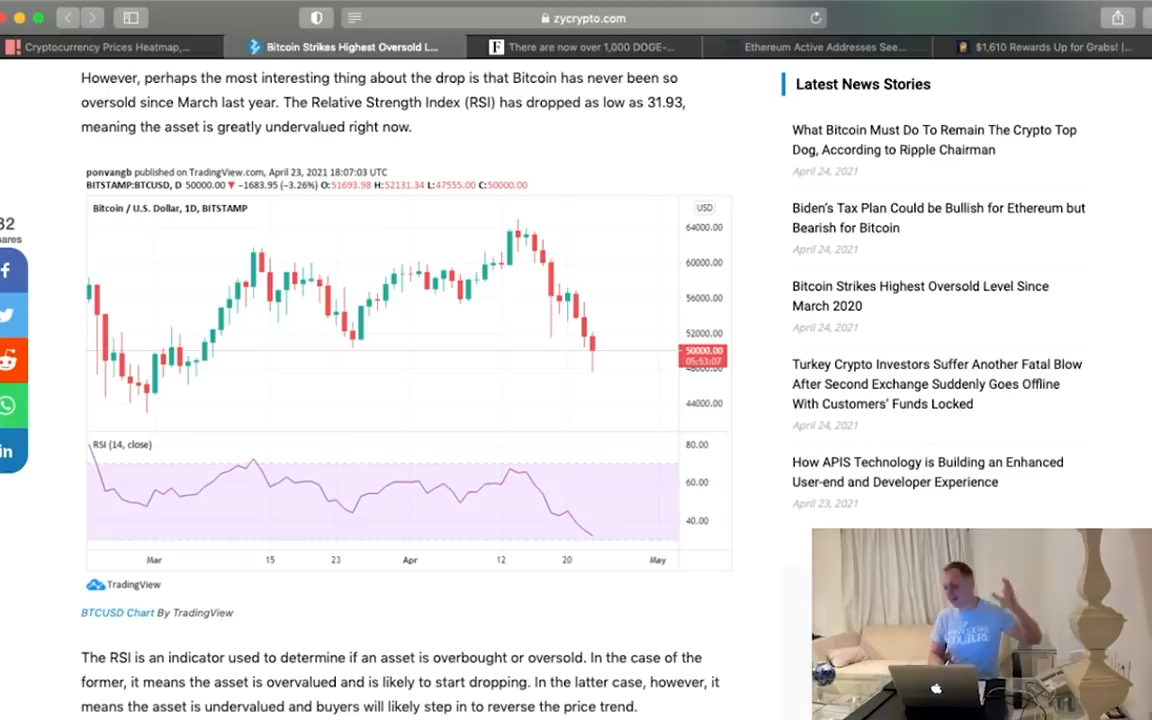 zycrypto.com
Cryptocurrency Prices Heatmap,...
Bitcoin Strikes Highest Oversold L...
There are now over 1,000 DOGE-...
Ethereum Active Addresses See...
$1,610 Rewards Up for Grabs! |...
However, perhaps the most interesting thing about the drop is that Bitcoin has never been so
oversold since March last year. The Relative Strength Index (RSI) has dropped as low as 31.93,
meaning the asset is greatly undervalued right now.
ponvangb published on TradingView.com, April 23, 2021 18:07:03 UTC
BITSTAMP:BTCUSD, D 50000.00 ▼ −1683.95 (−3.26%) O:51693.98 H:52131.34 L:47555.00 C:50000.00
Bitcoin / U.S. Dollar, 1D, BITSTAMP
USD
64000.00
60000.00
56000.00
52000.00
50000.00
05:53:07
48000.00
44000.00
RSI (14, close)
80.00
60.00
40.00
Mar 15 23 Apr 12 20 May
TradingView
BTCUSD Chart By TradingView
The RSI is an indicator used to determine if an asset is overbought or oversold. In the case of the
former, it means the asset is overvalued and is likely to start dropping. In the latter case, however, it
means the asset is undervalued and buyers will likely step in to reverse the price trend.
32
hares
f
in
Latest News Stories
What Bitcoin Must Do To Remain The Crypto Top
Dog, According to Ripple Chairman
April 24, 2021
Biden's Tax Plan Could be Bullish for Ethereum but
Bearish for Bitcoin
April 24, 2021
Bitcoin Strikes Highest Oversold Level Since
March 2020
April 24, 2021
Turkey Crypto Investors Suffer Another Fatal Blow
After Second Exchange Suddenly Goes Offline
With Customers' Funds Locked
April 24, 2021
How APIS Technology is Building an Enhanced
User-end and Developer Experience
April 23, 2021